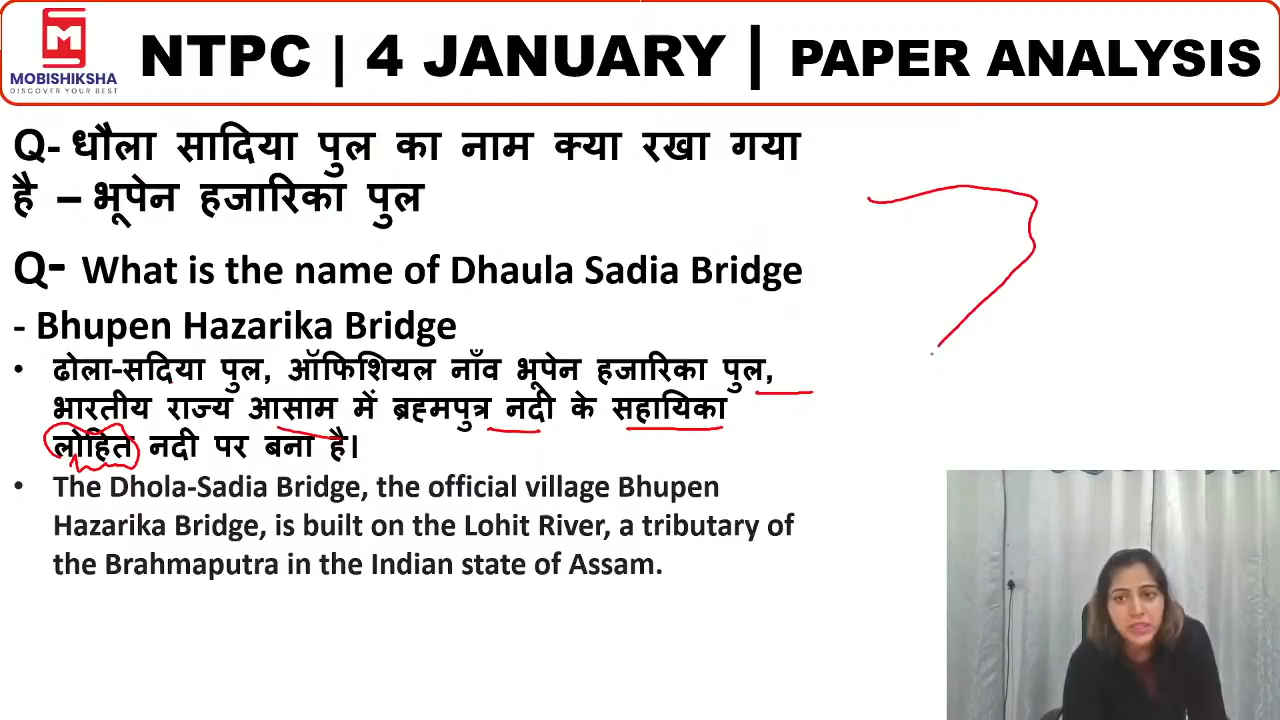 MOBISHIKSHA
DISCOVER YOUR BEST
NTPC | 4 JANUARY | PAPER ANALYSIS
Q- धौला सादिया पुल का नाम क्या रखा गया
है – भूपेन हजारिका पुल
Q- What is the name of Dhaula Sadia Bridge
- Bhupen Hazarika Bridge
• ढोला-सदिया पुल, ऑफिशियल नाँव भूपेन हजारिका पुल,
भारतीय राज्य आसाम में ब्रह्मपुत्र नदी के सहायिका
लोहित नदी पर बना है।
• The Dhola-Sadia Bridge, the official village Bhupen
Hazarika Bridge, is built on the Lohit River, a tributary of
the Brahmaputra in the Indian state of Assam.